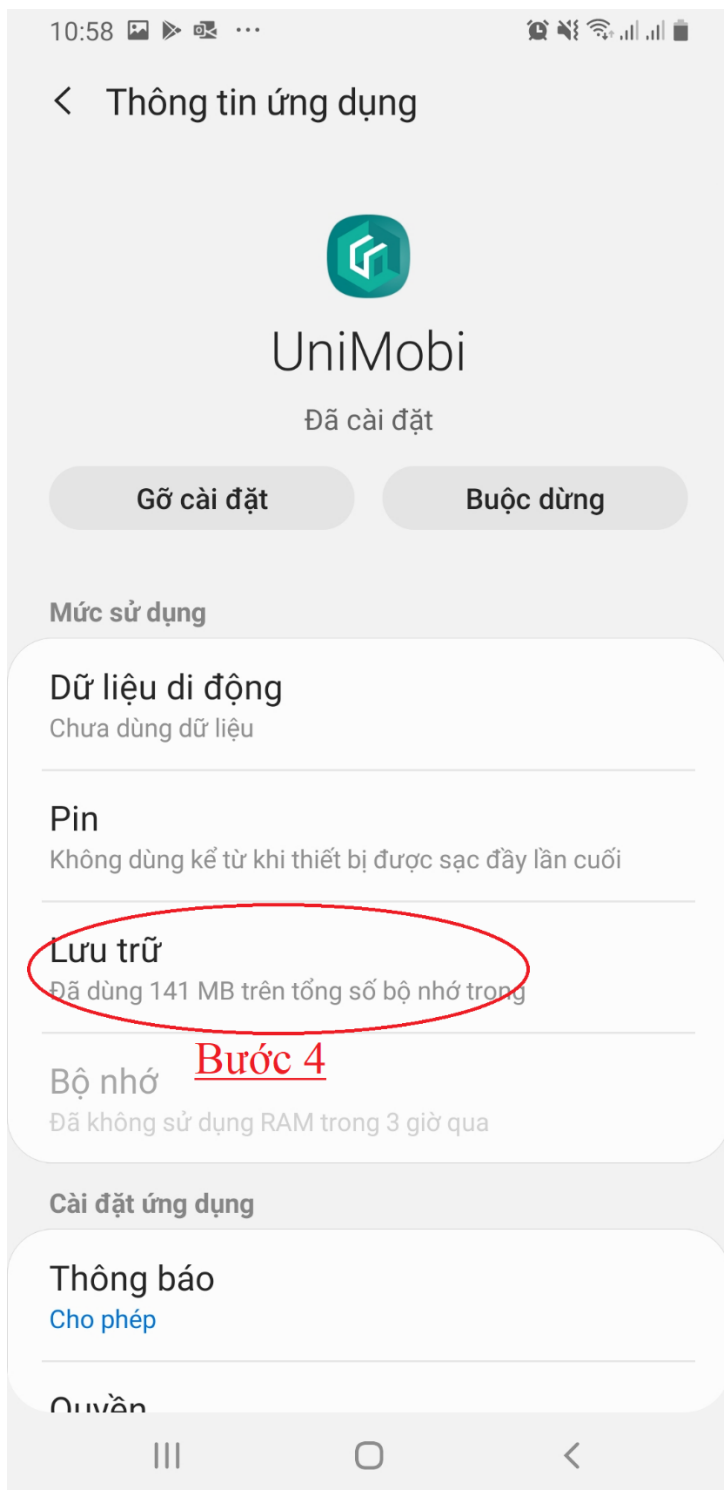 10:58
Thông tin ứng dụng
UniMobi
Đã cài đặt
Gỡ cài đặt
Buộc dừng
Mức sử dụng
Dữ liệu di động
Chưa dùng dữ liệu
Pin
Không dùng kể từ khi thiết bị được sạc đầy lần cuối
Lưu trữ
Đã dùng 141 MB trên tổng số bộ nhớ trong
Bước 4
Bộ nhớ
Đã không sử dụng RAM trong 3 giờ qua
Cài đặt ứng dụng
Thông báo
Cho phép
Quyền